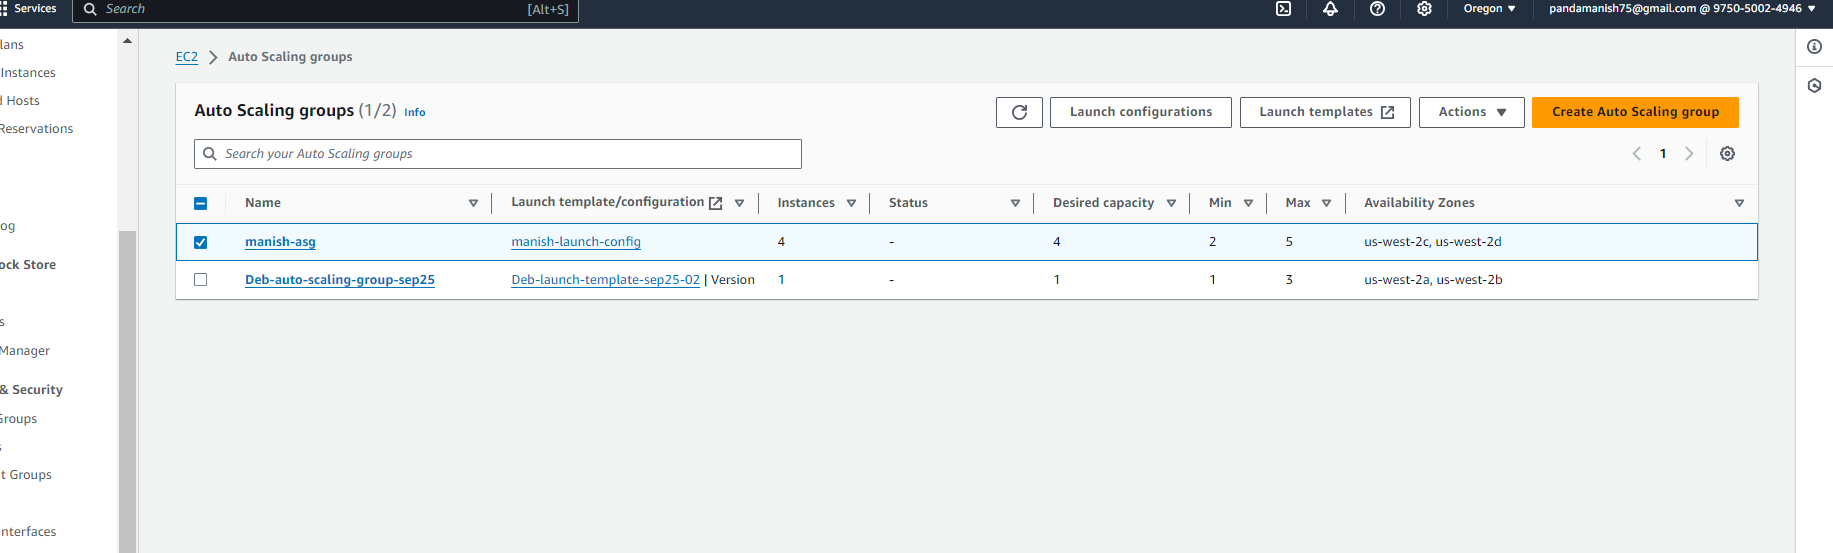 Services Search [Alt+S] Oregon pandamanish75@gmail.com @ 9750-5002-4946
lans
Instances
d Hosts
Reservations
og
ock Store
s
Manager
& Security
Groups
s
t Groups
nterfaces
EC2 > Auto Scaling groups
Auto Scaling groups (1/2) Info
Launch configurations Launch templates Actions Create Auto Scaling group
Search your Auto Scaling groups
1
Name Launch template/configuration Instances Status Desired capacity Min Max Availability Zones
manish-asg manish-launch-config 4 - 4 2 5 us-west-2c, us-west-2d
Deb-auto-scaling-group-sep25 Deb-launch-template-sep25-02 | Version 1 - 1 1 3 us-west-2a, us-west-2b